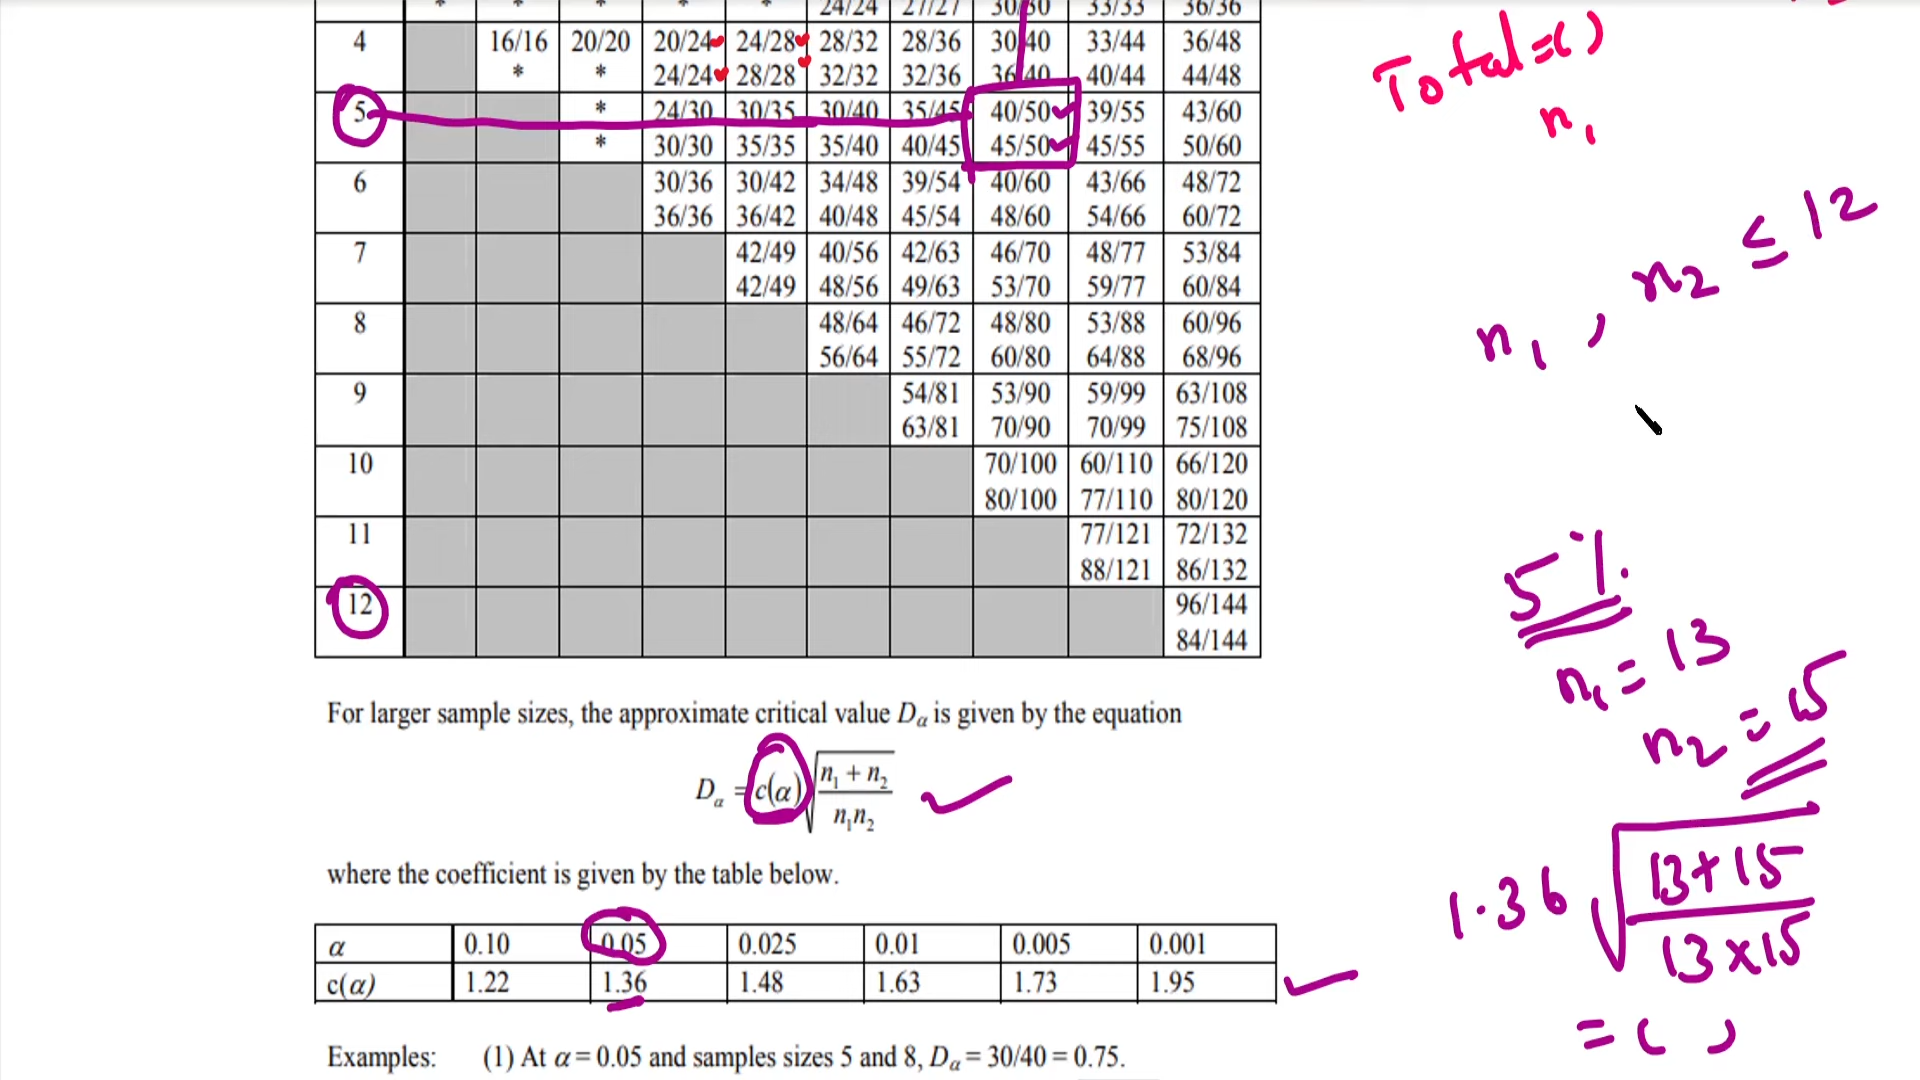 * * * * * 24/24 27/27 30/30 33/33 36/36
4 16/16 20/20 20/24 24/28 28/32 28/36 30/40 33/44 36/48
* * 24/24 28/28 32/32 32/36 36/40 40/44 44/48
5 * 24/30 30/35 30/40 35/45 40/50 39/55 43/60
* 30/30 35/35 35/40 40/45 45/50 45/55 50/60
6 30/36 30/42 34/48 39/54 40/60 43/66 48/72
36/36 36/42 40/48 45/54 48/60 54/66 60/72
7 42/49 40/56 42/63 46/70 48/77 53/84
42/49 48/56 49/63 53/70 59/77 60/84
8 48/64 46/72 48/80 53/88 60/96
56/64 55/72 60/80 64/88 68/96
9 54/81 53/90 59/99 63/108
63/81 70/90 70/99 75/108
10 70/100 60/110 66/120
80/100 77/110 80/120
11 77/121 72/132
88/121 86/132
12 96/144
84/144
For larger sample sizes, the approximate critical value Dα is given by the equation
Dα = c(α) √((n₁ + n₂)/(n₁n₂))
where the coefficient is given by the table below.
α 0.10 0.05 0.025 0.01 0.005 0.001
c(α) 1.22 1.36 1.48 1.63 1.73 1.95
Examples: (1) At α = 0.05 and samples sizes 5 and 8, Dα = 30/40 = 0.75.
Total = ( )
n₁
n₁ , n₂ ≤ 12
5%
n₁ = 13
n₂ = 15
1.36 √((13+15)/(13×15))
= ( )